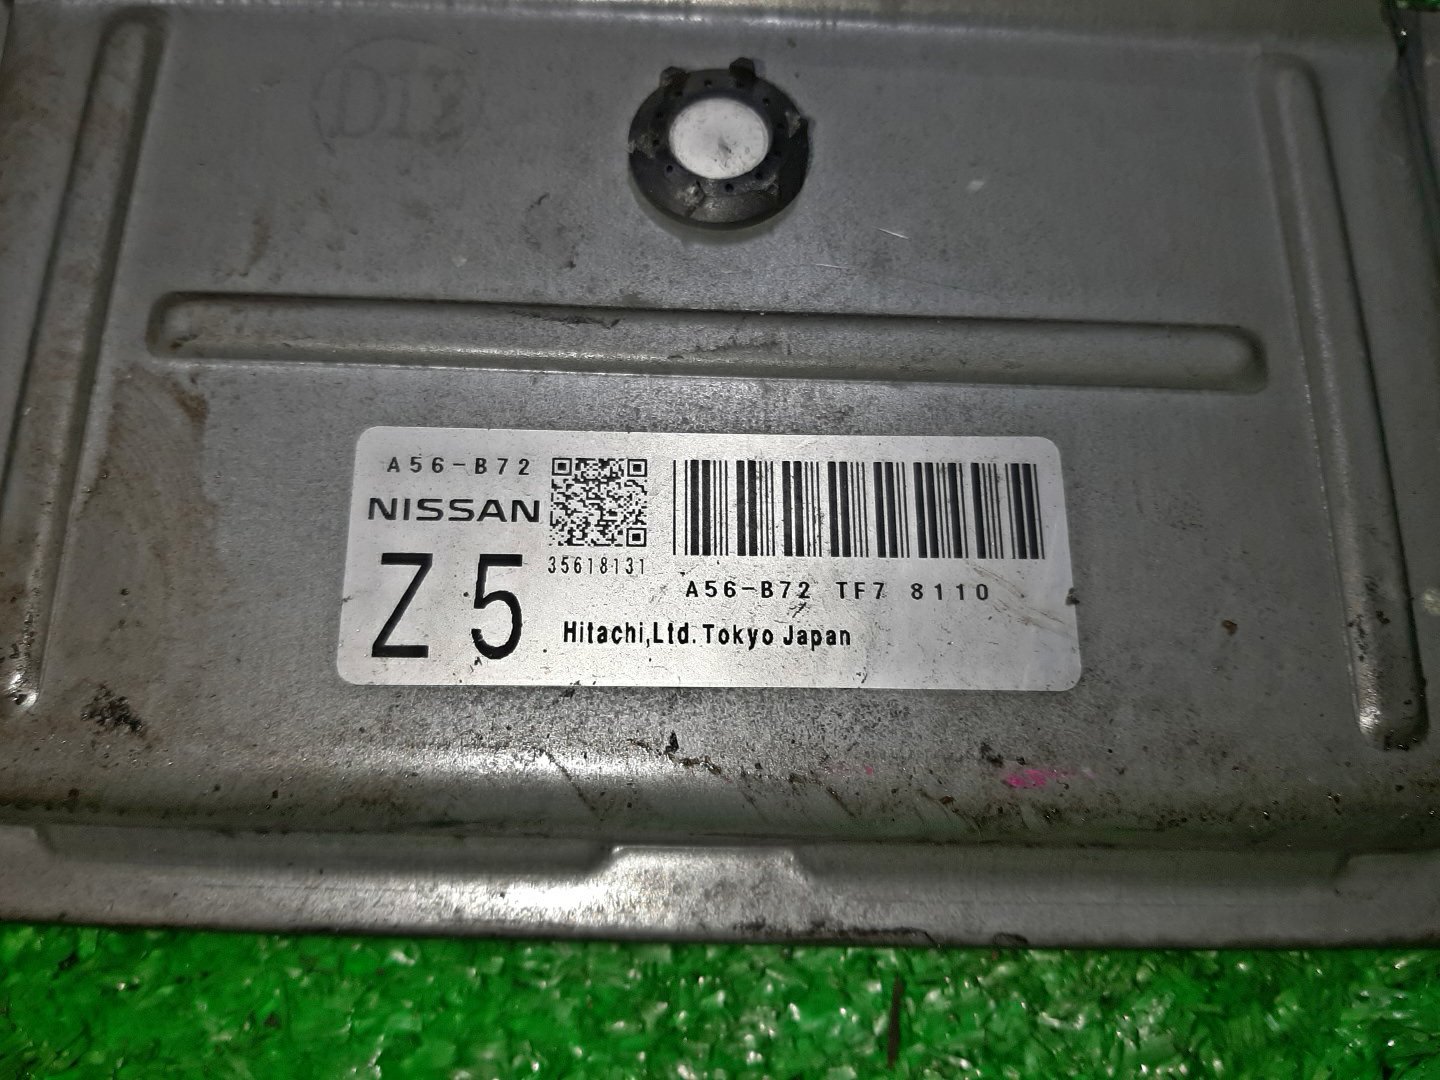 A56-B72
NISSAN
Z5
35618131
A56-B72 TF7 8110
Hitachi,Ltd. Tokyo Japan